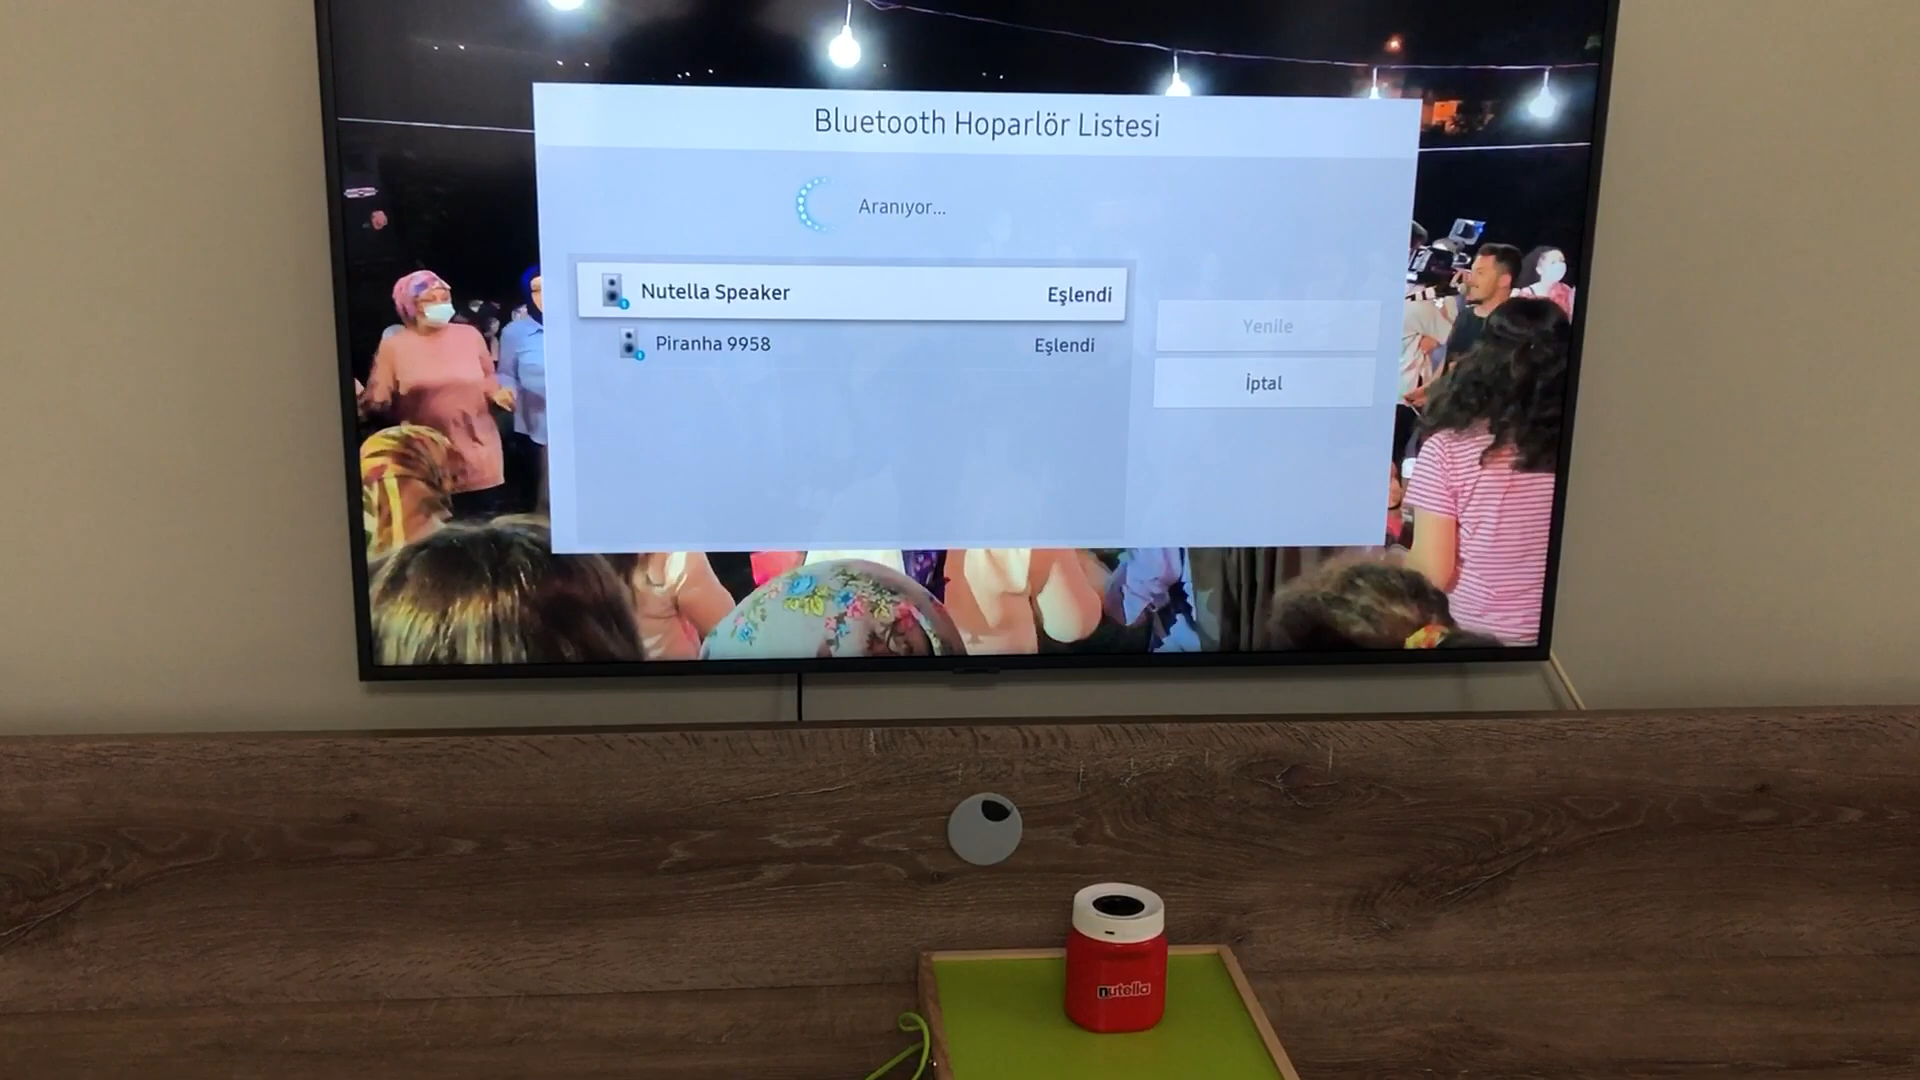 Bluetooth Hoparlör Listesi
Aranıyor...
Nutella Speaker Eşlendi
Piranha 9958 Eşlendi
Yenile
İptal
nutella